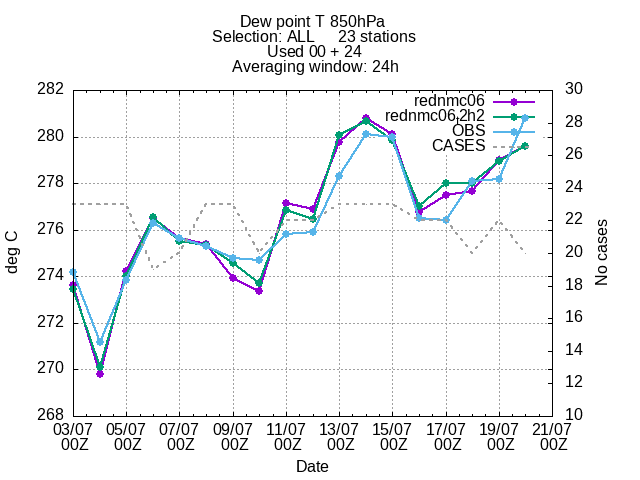 Dew point T 850hPa
Selection: ALL 23 stations
Used 00 + 24
Averaging window: 24h
282
280
278
276
274
272
270
268
deg C
30
28
26
24
22
20
18
16
14
12
10
No cases
rednmc06
rednmc06,2h2
OBS
CASES
03/07 05/07 07/07 09/07 11/07 13/07 15/07 17/07 19/07 21/07
00Z 00Z 00Z 00Z 00Z 00Z 00Z 00Z 00Z 00Z
Date